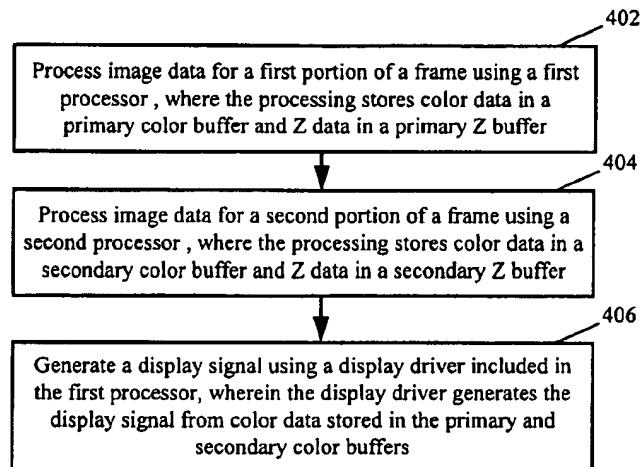 402
Process image data for a first portion of a frame using a first
processor , where the processing stores color data in a
primary color buffer and Z data in a primary Z buffer
404
Process image data for a second portion of a frame using a
second processor , where the processing stores color data in a
secondary color buffer and Z data in a secondary Z buffer
406
Generate a display signal using a display driver included in
the first processor, wherein the display driver generates the
display signal from color data stored in the primary and
secondary color buffers